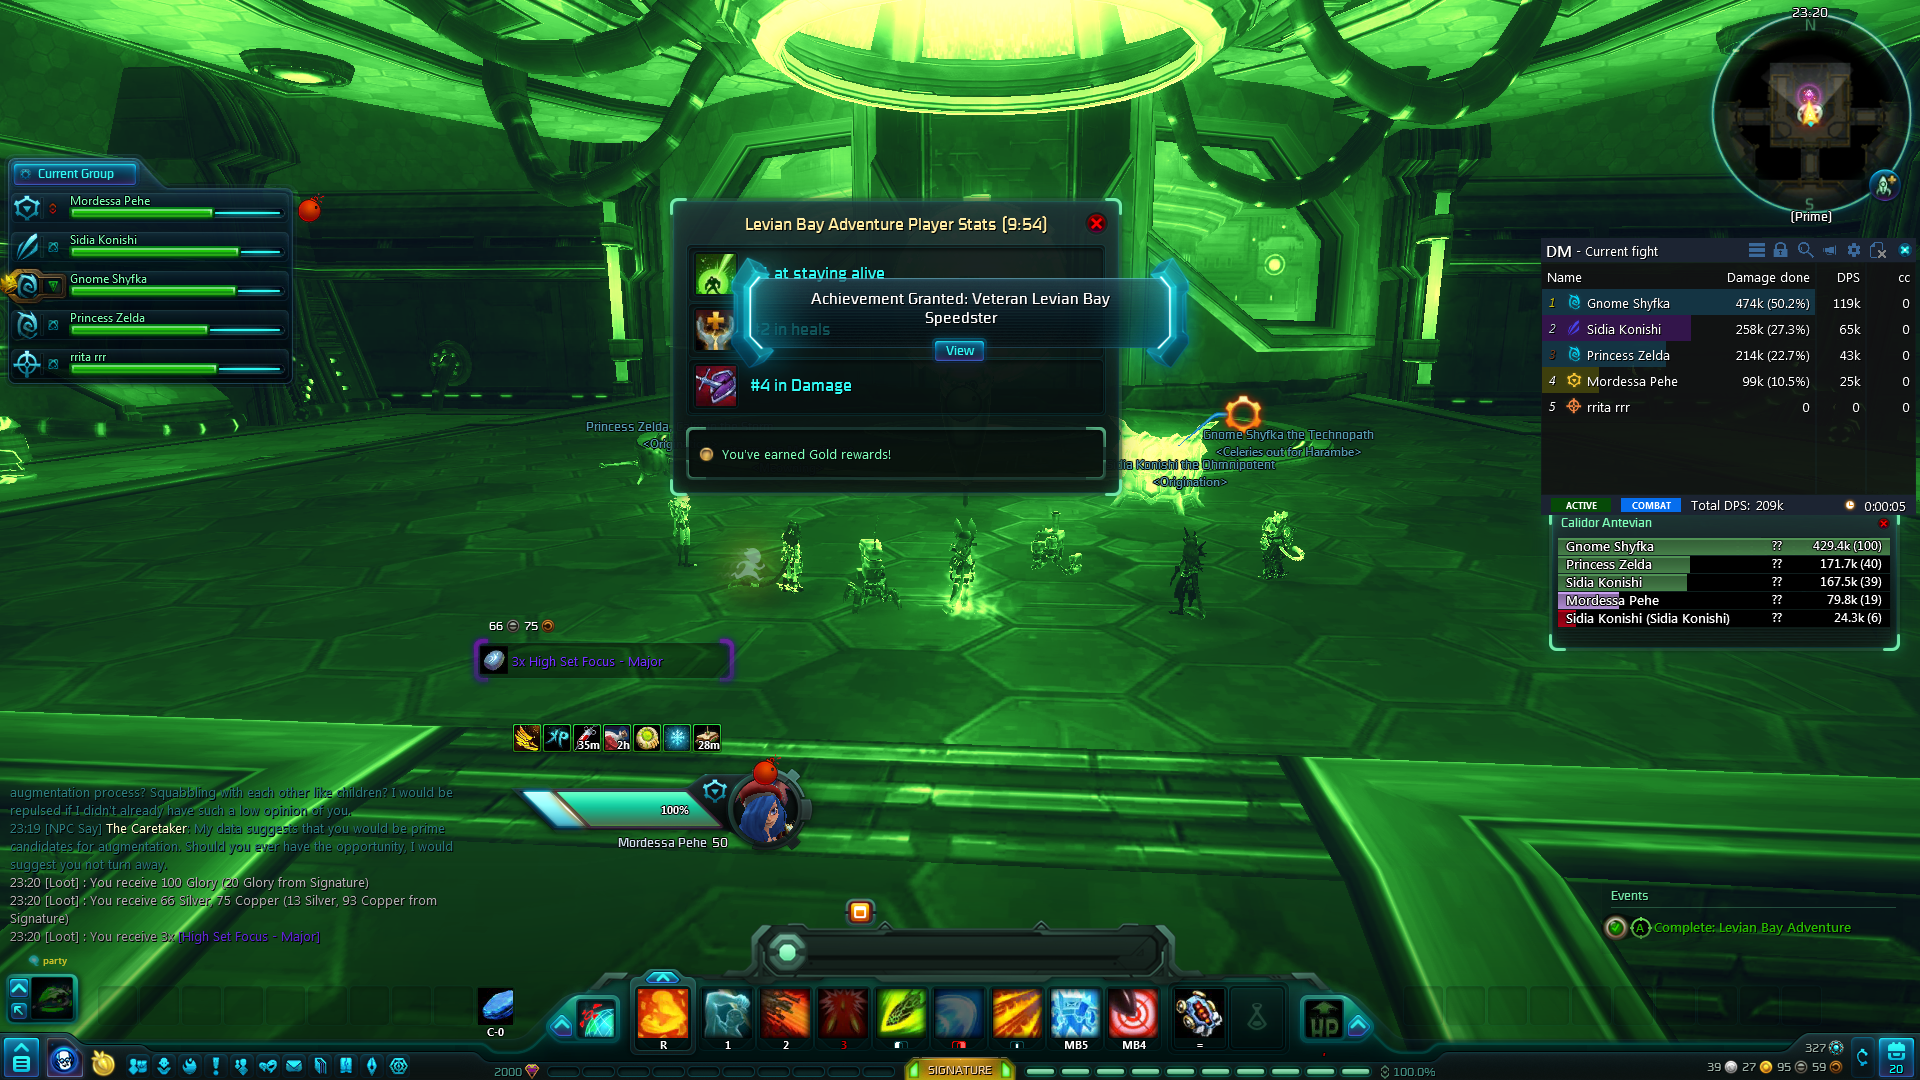 23:20
N
S
(Prime)
Current Group
Mordessa Pehe
Sidia Konishi
Gnome Shyfka
Princess Zelda
rrita rrr
Levian Bay Adventure Player Stats (9:54)
at staying alive
Achievement Granted: Veteran Levian Bay
Speedster
#2 in heals
View
#4 in Damage
You've earned Gold rewards!
DM - Current fight
Name Damage done DPS cc
1 Gnome Shyfka 474k (50.2%) 119k 0
2 Sidia Konishi 258k (27.3%) 65k 0
3 Princess Zelda 214k (22.7%) 43k 0
4 Mordessa Pehe 99k (10.5%) 25k 0
5 rrita rrr 0 0 0
ACTIVE COMBAT Total DPS: 209k 0:00:05
Calidor Antevian
Gnome Shyfka ?? 429.4k (100)
Princess Zelda ?? 171.7k (40)
Sidia Konishi ?? 167.5k (39)
Mordessa Pehe ?? 79.8k (19)
Sidia Konishi (Sidia Konishi) ?? 24.3k (6)
Princess Zelda
<Orig
Gnome Shyfka the Technopath
<Celeries out for Harambe>
dia Konishi the Ohmnipotent
<Origination>
66 75
3x High Set Focus - Major
XP 35m 2h 28m
100%
Mordessa Pehe 50
augmentation process? Squabbling with each other like children? I would be
repulsed if I didn't already have such a low opinion of you.
23:19 [NPC Say] The Caretaker: My data suggests that you would be prime
candidates for augmentation. Should you ever have the opportunity, I would
suggest you not turn away.
23:20 [Loot] : You receive 100 Glory (20 Glory from Signature)
23:20 [Loot] : You receive 66 Silver, 75 Copper (13 Silver, 93 Copper from
Signature)
23:20 [Loot] : You receive 3x [High Set Focus - Major]
party
Events
A Complete: Levian Bay Adventure
C-0
R 1 2 3 MB5 MB4 =
UP
2000
SIGNATURE
100.0%
327
39 27 95 59
20